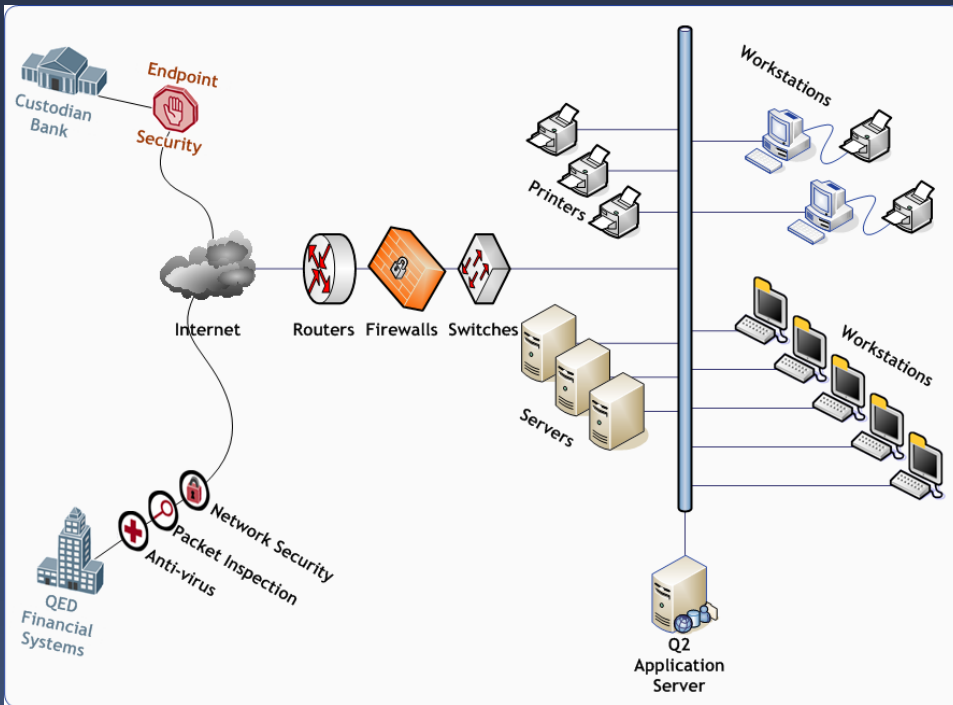 Custodian
Bank
Endpoint
Security
Internet
Routers
Firewalls
Switches
Printers
Workstations
Workstations
Servers
Network Security
Packet Inspection
Anti-virus
QED
Financial
Systems
Q2
Application
Server